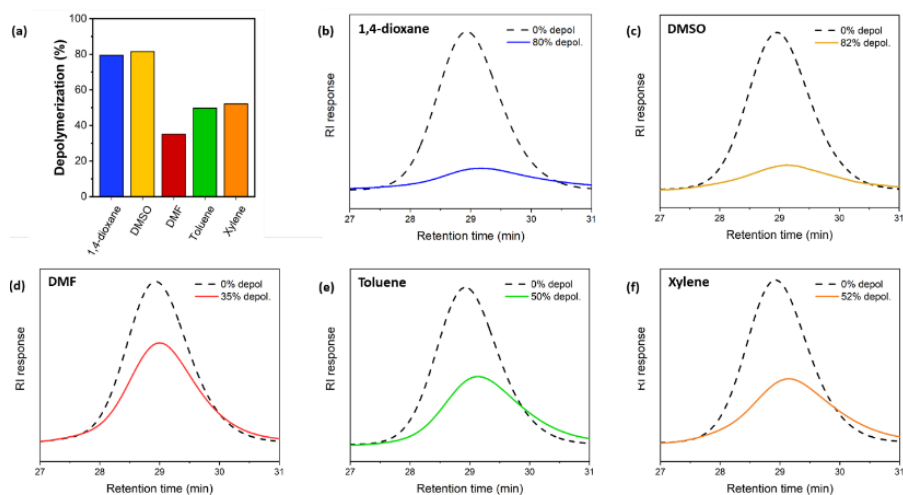 (a)
Depolymerization (%)
100
80
60
40
20
0
1,4-dioxane
DMSO
DMF
Toluene
Xylene
(b)
1,4-dioxane
0% depol
80% depol.
RI response
27 28 29 30 31
Retention time (min)
(c)
DMSO
0% depol
82% depol.
RI response
27 28 29 30 31
Retention time (min)
(d)
DMF
0% depol
35% depol.
RI response
27 28 29 30 31
Retention time (min)
(e)
Toluene
0% depol
50% depol.
RI response
27 28 29 30 31
Retention time (min)
(f)
Xylene
0% depol
52% depol.
RI response
27 28 29 30 31
Retention time (min)